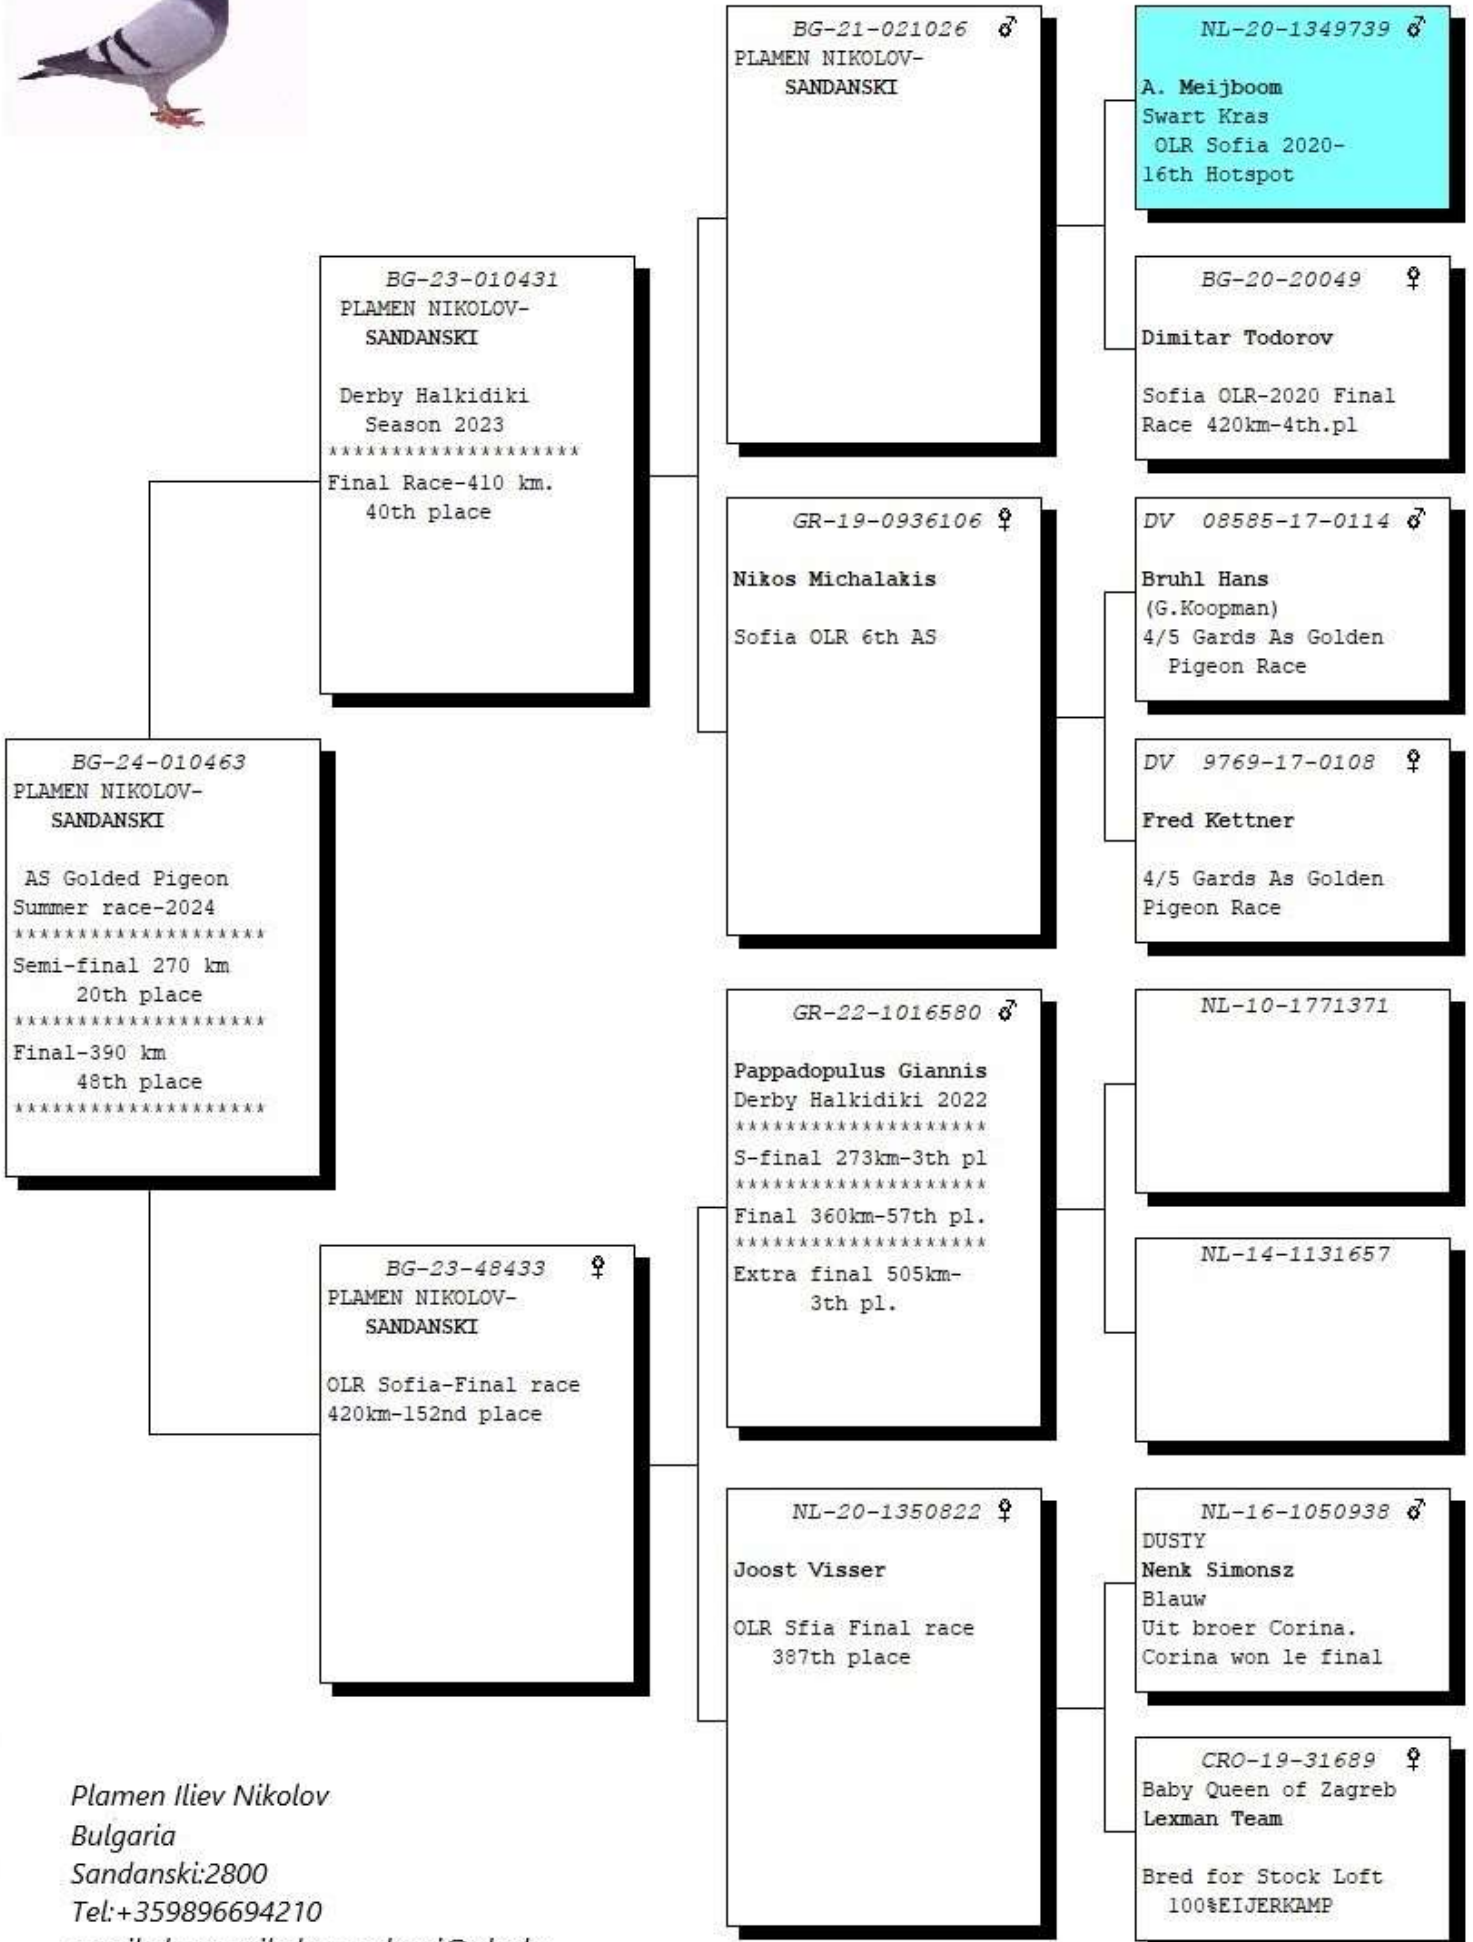 BG-21-021026 ♂
PLAMEN NIKOLOV-
SANDANSKI
NL-20-1349739 ♂
A. Meijboom
Swart Kras
OLR Sofia 2020-
16th Hotspot
BG-23-010431
PLAMEN NIKOLOV-
SANDANSKI
Derby Halkidiki
Season 2023
********************
Final Race-410 km.
40th place
BG-20-20049 ♀
Dimitar Todorov
Sofia OLR-2020 Final
Race 420km-4th.pl
GR-19-0936106 ♀
Nikos Michalakis
Sofia OLR 6th AS
DV 08585-17-0114 ♂
Bruhl Hans
(G.Koopman)
4/5 Gards As Golden
Pigeon Race
BG-24-010463
PLAMEN NIKOLOV-
SANDANSKI
AS Golded Pigeon
Summer race-2024
********************
Semi-final 270 km
20th place
********************
Final-390 km
48th place
********************
DV 9769-17-0108 ♀
Fred Kettner
4/5 Gards As Golden
Pigeon Race
GR-22-1016580 ♂
Pappadopulus Giannis
Derby Halkidiki 2022
********************
S-final 273km-3th pl
********************
Final 360km-57th pl.
********************
Extra final 505km-
3th pl.
NL-10-1771371
NL-14-1131657
BG-23-48433 ♀
PLAMEN NIKOLOV-
SANDANSKI
OLR Sofia-Final race
420km-152nd place
NL-20-1350822 ♀
Joost Visser
OLR Sfia Final race
387th place
NL-16-1050938 ♂
DUSTY
Nenk Simonsz
Blauw
Uit broer Corina.
Corina won le final
CRO-19-31689 ♀
Baby Queen of Zagreb
Lexman Team
Bred for Stock Loft
100%EIJERKAMP
Plamen Iliev Nikolov
Bulgaria
Sandanski:2800
Tel:+359896694210